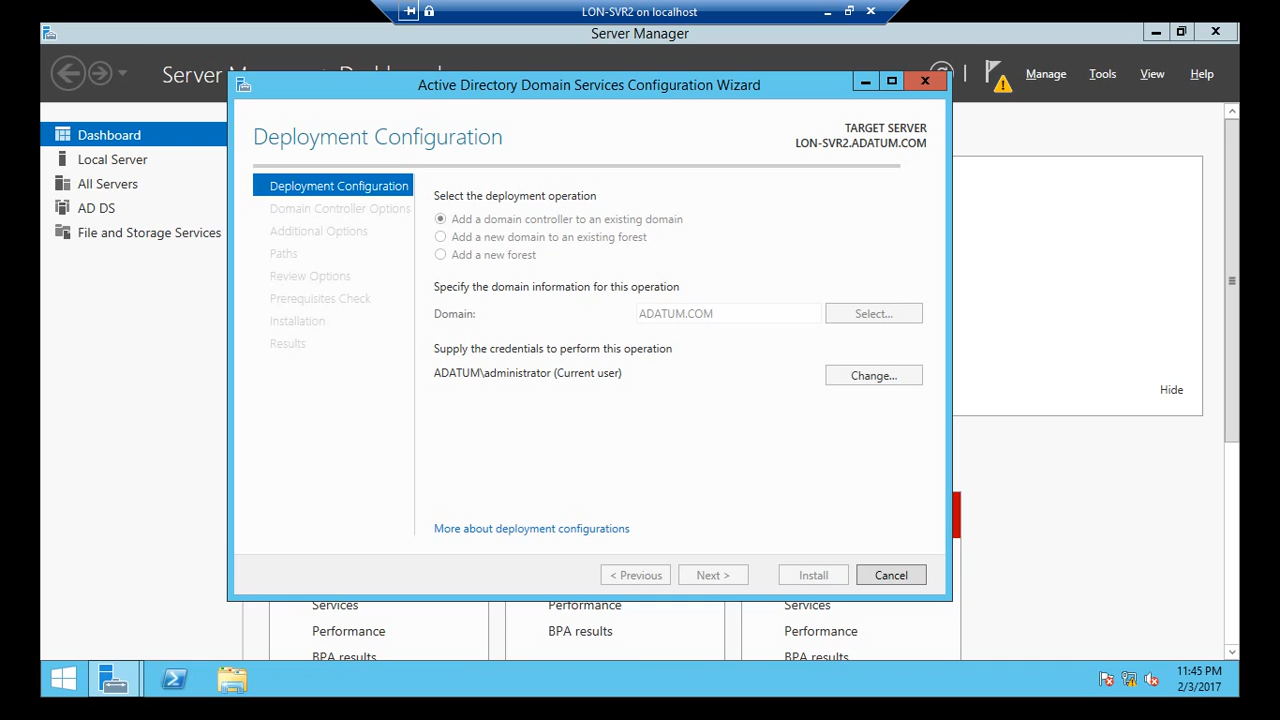 LON-SVR2 on localhost
Server Manager
Manage Tools View Help
Active Directory Domain Services Configuration Wizard
Deployment Configuration
TARGET SERVER
LON-SVR2.ADATUM.COM
Dashboard
Local Server
All Servers
AD DS
File and Storage Services
Deployment Configuration
Domain Controller Options
Additional Options
Paths
Review Options
Prerequisites Check
Installation
Results
Select the deployment operation
Add a domain controller to an existing domain
Add a new domain to an existing forest
Add a new forest
Specify the domain information for this operation
Domain: ADATUM.COM Select...
Supply the credentials to perform this operation
ADATUM\administrator (Current user) Change...
More about deployment configurations
< Previous Next > Install Cancel
Hide
Services Performance Services
Performance BPA results Performance
BPA results BPA results
11:45 PM
2/3/2017